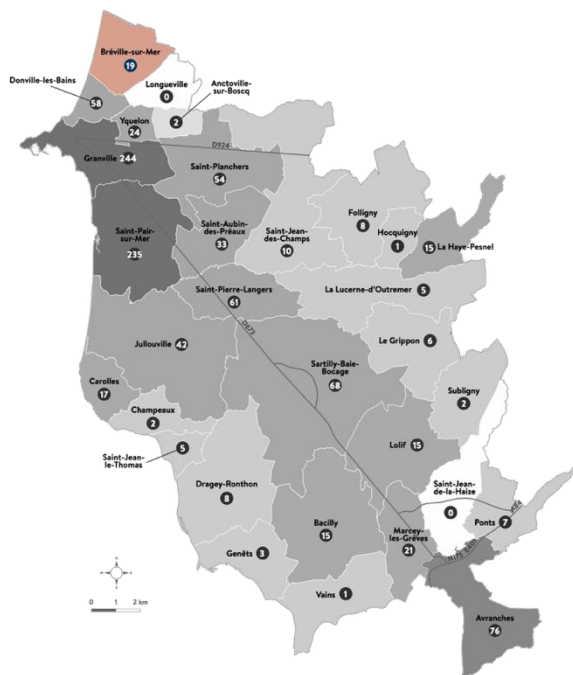 Bréville-sur-Mer
19
Longueville
0
Anctoville-
sur-Boscq
2
Donville-les-Bains
58
Yquelon
24
D924
Granville 244
Saint-Planchers
54
Saint-Pair-
sur-Mer
235
Saint-Aubin-
des-Préaux
33
Saint-Jean-
des-Champs
10
Folligny
8
Hocquigny
1
15 La Haye-Pesnel
Saint-Pierre-Langers
61
La Lucerne-d'Outremer
5
D973
Jullouville
42
Le Grippon 6
Sartilly-Baie-
Bocage
68
Carolles
17
Subligny
2
Champeaux
2
Saint-Jean-
le-Thomas
5
Lolif 15
Dragey-Ronthon
8
Saint-Jean-
de-la-Haize
0
Bacilly
15
Ponts 7
A84
Marcey-
les-Grèves
21
Genêts 3
Vains 1
Avranches
76
0 1 2 km